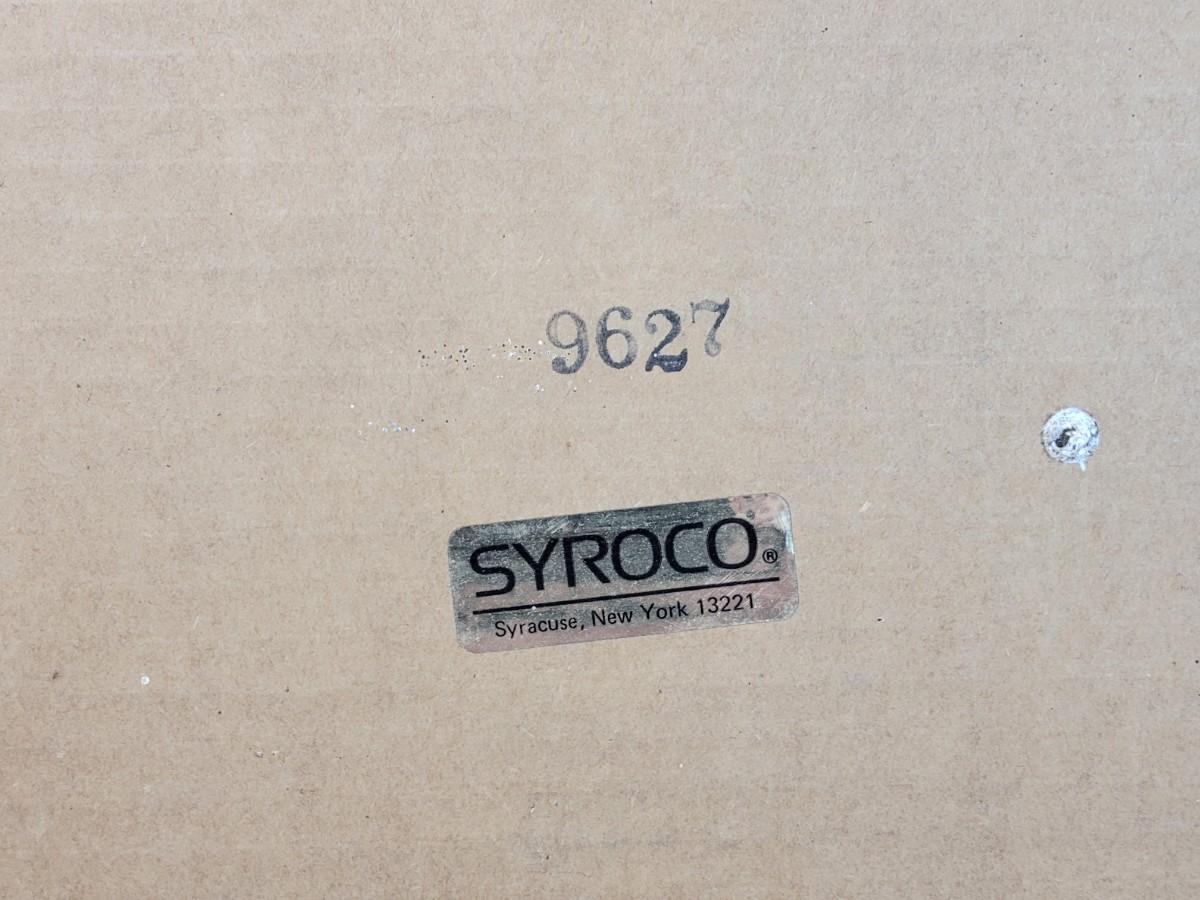 9627
SYROCO®
Syracuse, New York 13221